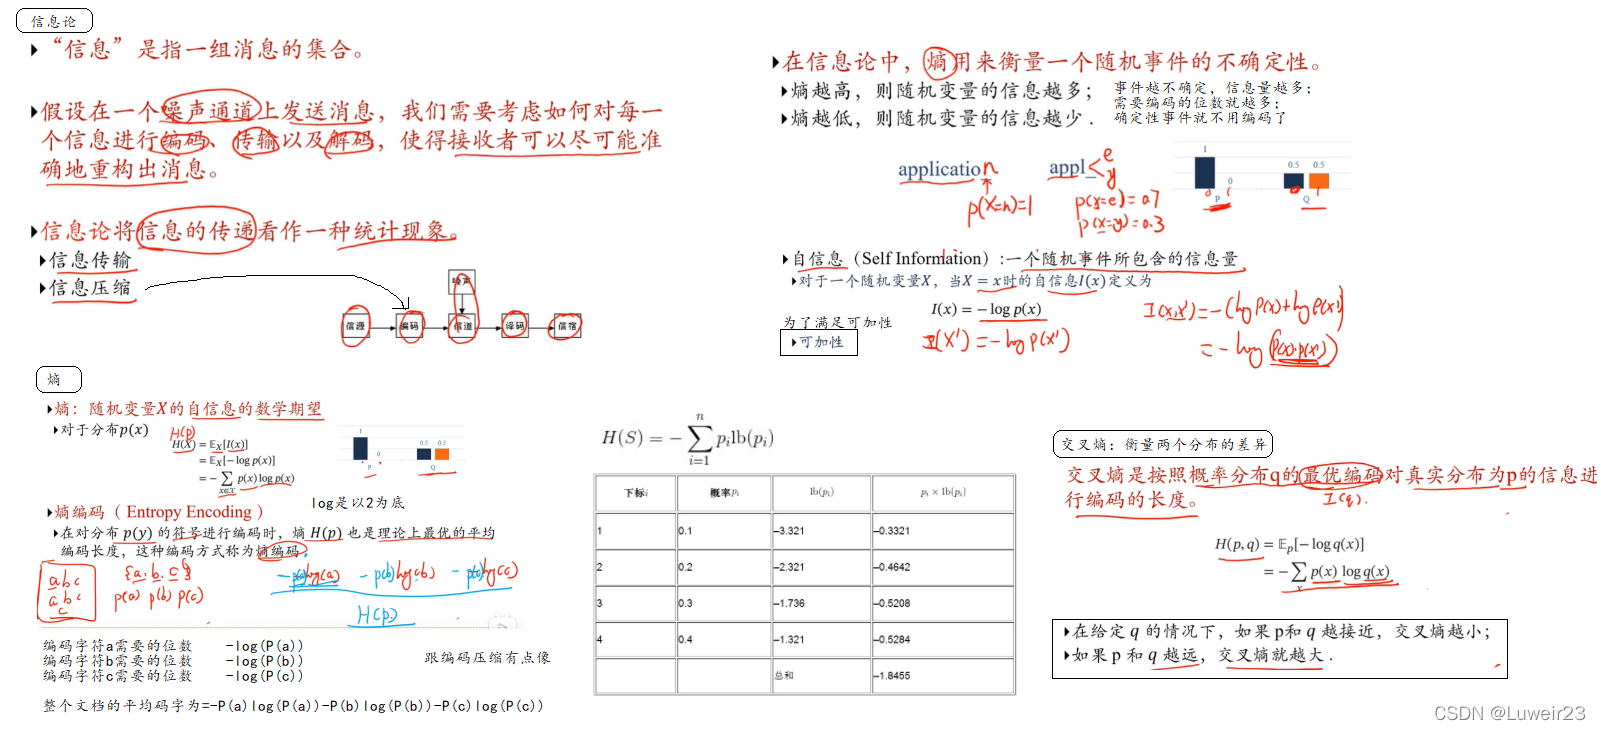 信息论
“信息”是指一组消息的集合。
假设在一个噪声通道上发送消息，我们需要考虑如何对每一
个信息进行编码、传输以及解码，使得接收者可以尽可能准
确地重构出消息。
信息论将信息的传递看作一种统计现象。
信息传输
信息压缩
噪声
信源 编码 信道 译码 信宿
在信息论中，熵用来衡量一个随机事件的不确定性。
熵越高，则随机变量的信息越多；
熵越低，则随机变量的信息越少．
事件越不确定，信息量越多；
需要编码的位数就越多；
确定性事件就不用编码了
application
p(X=n)=1
appl_ < e y
p(x=e)=0.7
p(x=y)=0.3
1 0 0.5 0.5
0 1
P Q
自信息（Self Information）:一个随机事件所包含的信息量
对于一个随机变量X，当X = x时的自信息I(x)定义为
I(x) = −log p(x)
为了满足可加性
可加性
I(x')=-log p(x')
I(x,x')=-(log p(x)+log p(x'))
=-log(p(x)·p(x'))
熵
熵：随机变量X的自信息的数学期望
对于分布p(x)
H(p)
H(X) = 𝔼X[I(x)]
= 𝔼X[−log p(x)]
= −∑x∈X p(x) log p(x)
1 0 0.5 0.5
P Q
log是以2为底
熵编码（Entropy Encoding）
在对分布 p(y) 的符号进行编码时，熵 H(p) 也是理论上最优的平均
编码长度，这种编码方式称为熵编码．
abc
abc
c
{a.b.c}
p(a) p(b) p(c)
-p(a)log(a) -p(b)log(b) -p(c)log(c)
H(p)
编码字符a需要的位数 -log(P(a))
编码字符b需要的位数 -log(P(b))
编码字符c需要的位数 -log(P(c))
跟编码压缩有点像
整个文档的平均码字为=-P(a)log(P(a))-P(b)log(P(b))-P(c)log(P(c))
H(S) = −∑i=1n pi lb(pi)
下标i 概率pi lb(pi) pi × lb(pi)
1 0.1 –3.321 –0.3321
2 0.2 –2.321 –0.4642
3 0.3 –1.736 –0.5208
4 0.4 –1.321 –0.5284
总和 –1.8455
交叉熵：衡量两个分布的差异
交叉熵是按照概率分布q的最优编码对真实分布为p的信息进
行编码的长度。
I(q).
H(p, q) = 𝔼p[−log q(x)]
= −∑x p(x) log q(x)
在给定 q 的情况下，如果 p和 q 越接近，交叉熵越小；
如果 p 和 q 越远，交叉熵就越大．
CSDN @Luweir23